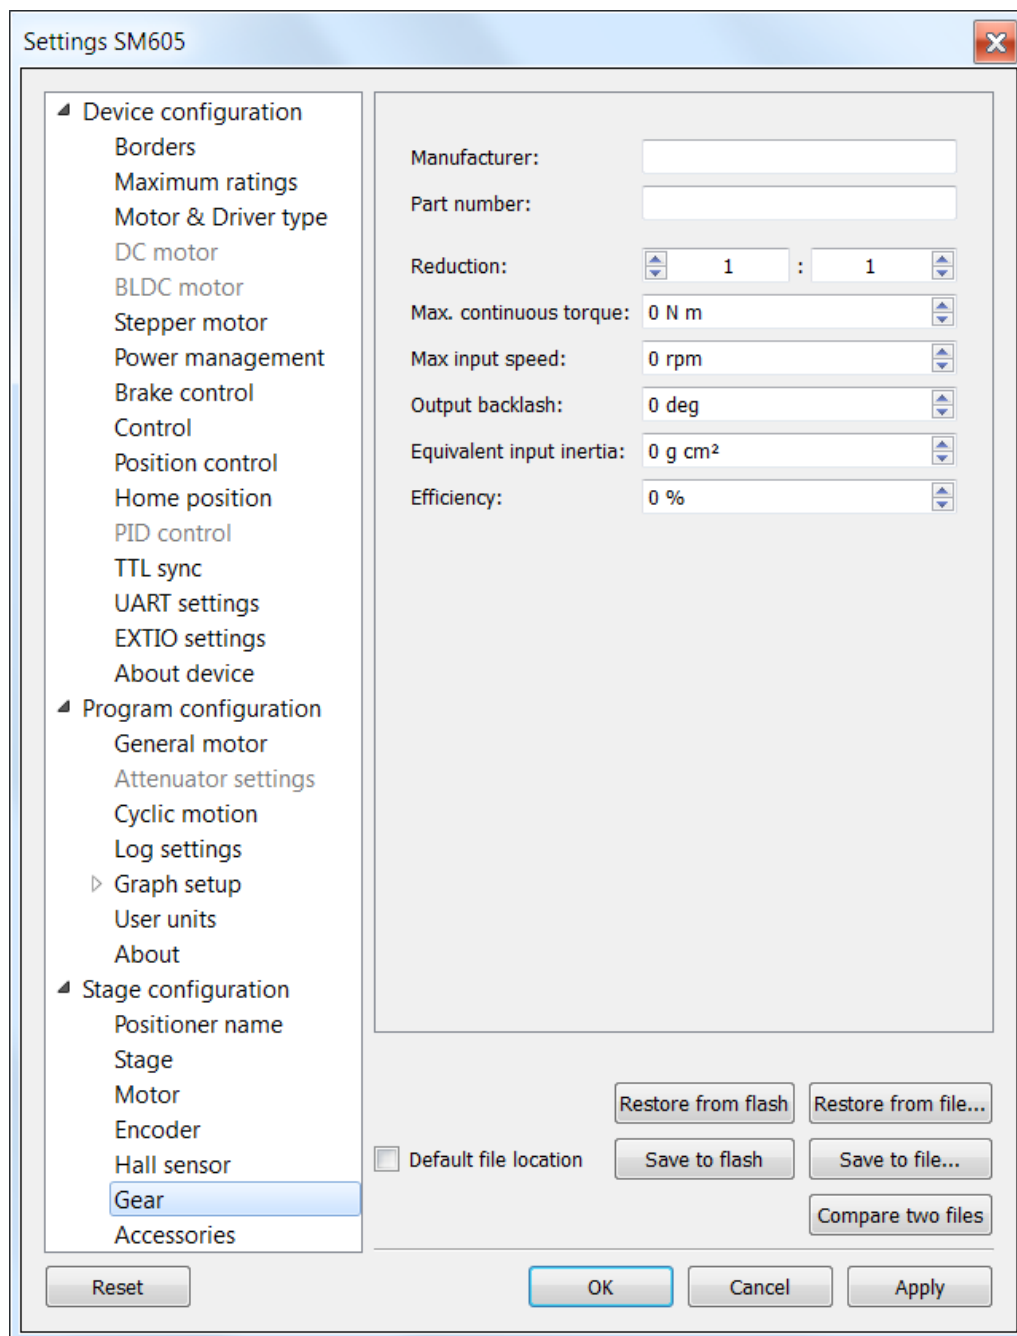 Settings SM605
Device configuration
Borders
Maximum ratings
Motor & Driver type
DC motor
BLDC motor
Stepper motor
Power management
Brake control
Control
Position control
Home position
PID control
TTL sync
UART settings
EXTIO settings
About device
Program configuration
General motor
Attenuator settings
Cyclic motion
Log settings
Graph setup
User units
About
Stage configuration
Positioner name
Stage
Motor
Encoder
Hall sensor
Gear
Accessories
Manufacturer:
Part number:
Reduction: 1 : 1
Max. continuous torque: 0 N m
Max input speed: 0 rpm
Output backlash: 0 deg
Equivalent input inertia: 0 g cm²
Efficiency: 0 %
Restore from flash Restore from file...
Default file location Save to flash Save to file...
Compare two files
Reset OK Cancel Apply